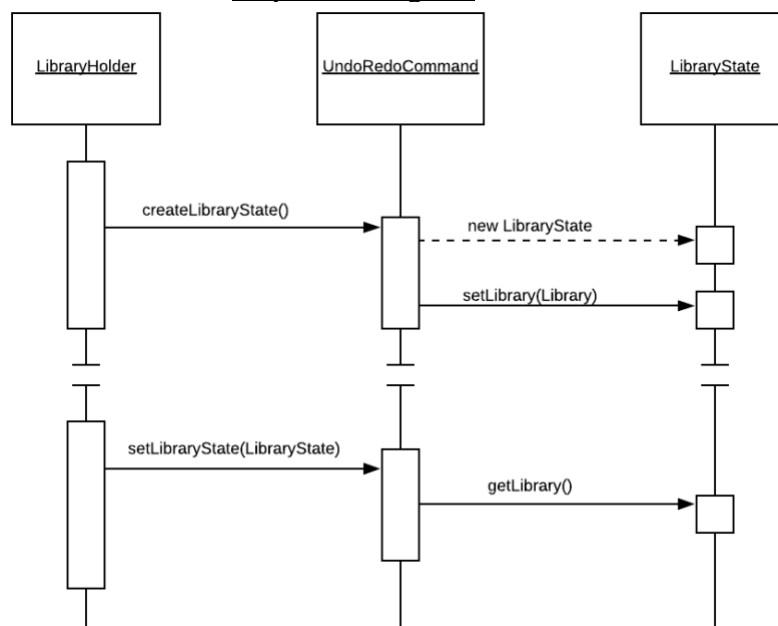 LibraryHolder
UndoRedoCommand
LibraryState
createLibraryState()
new LibraryState
setLibrary(Library)
setLibraryState(LibraryState)
getLibrary()